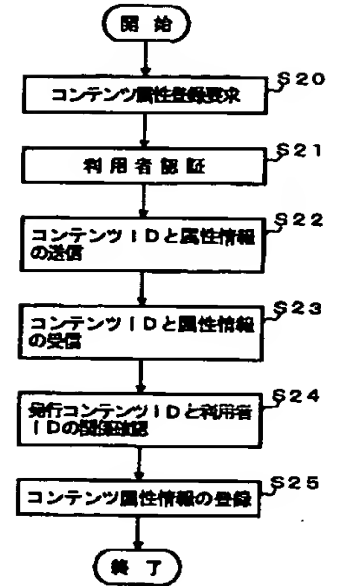 開始
コンテンツ属性登録要求
S20
利用者認証
S21
コンテンツIDと属性情報
の送信
S22
コンテンツIDと属性情報
の受信
S23
発行コンテンツIDと利用者
IDの関係確認
S24
コンテンツ属性情報の登録
S25
終了